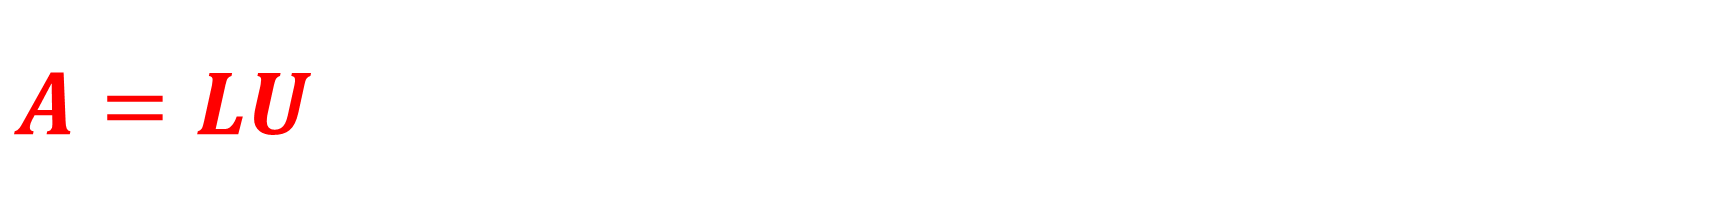 A = LU